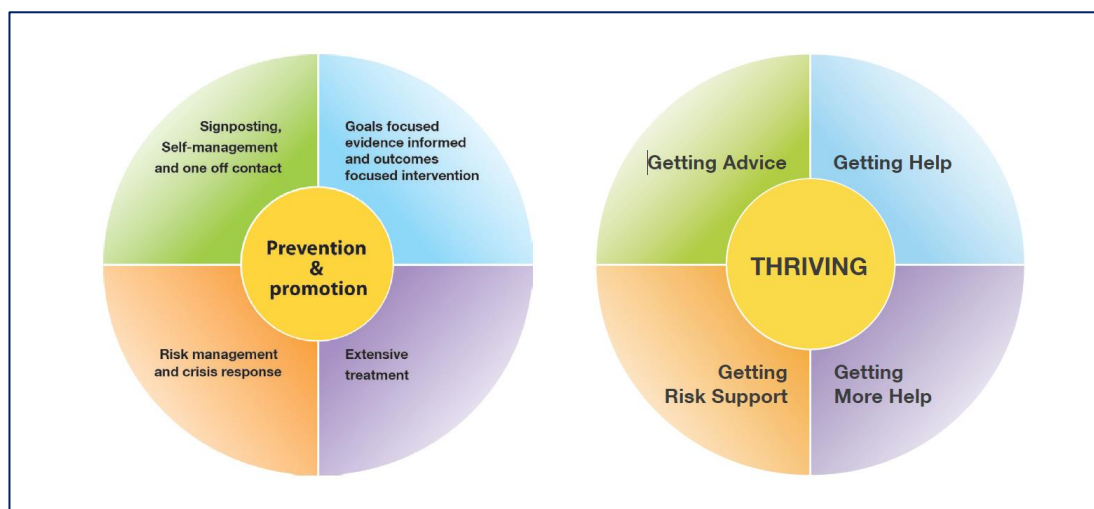 Signposting,
Self-management
and one off contact
Goals focused
evidence informed
and outcomes
focused intervention
Prevention
&
promotion
Risk management
and crisis response
Extensive
treatment
Getting Advice
Getting Help
THRIVING
Getting
Risk Support
Getting
More Help